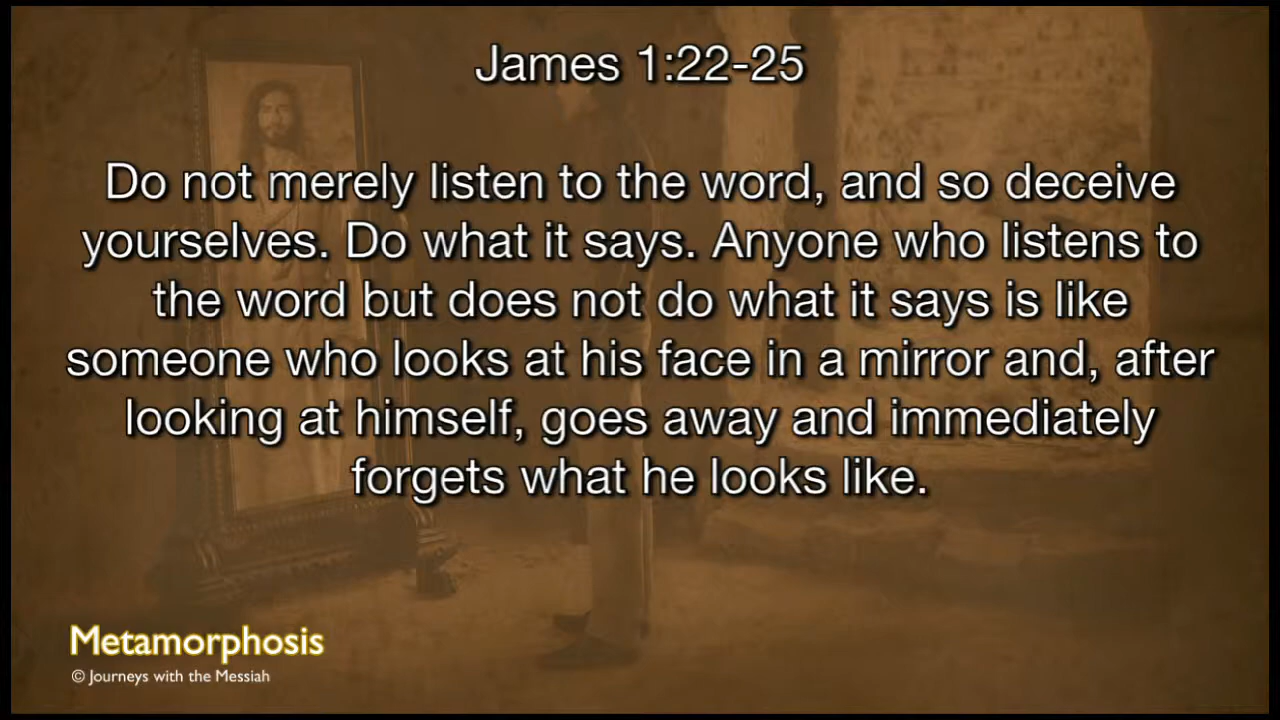 James 1:22-25
Do not merely listen to the word, and so deceive
yourselves. Do what it says. Anyone who listens to
the word but does not do what it says is like
someone who looks at his face in a mirror and, after
looking at himself, goes away and immediately
forgets what he looks like.
Metamorphosis
© Journeys with the Messiah